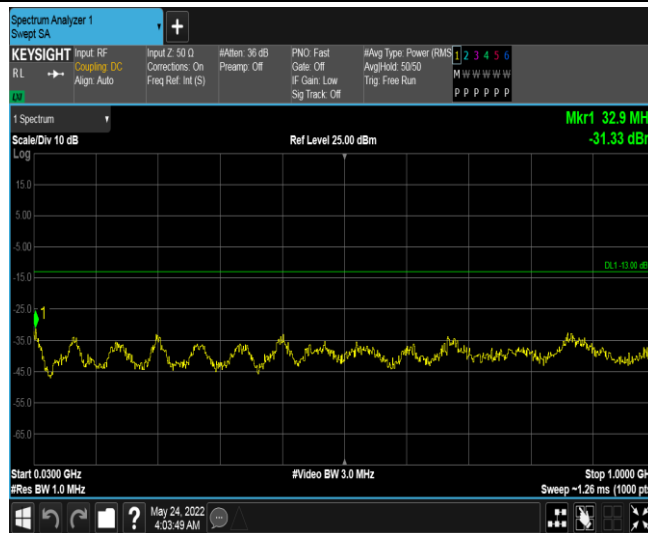 Spectrum Analyzer 1
Swept SA
+
KEYSIGHT
RL
Input: RF
Coupling: DC
Align: Auto
Input Z: 50 Ω
Corrections: On
Freq Ref: Int (S)
#Atten: 36 dB
Preamp: Off
PNO: Fast
Gate: Off
IF Gain: Low
Sig Track: Off
#Avg Type: Power (RMS
Avg|Hold: 50/50
Trig: Free Run
1 2 3 4 5 6
M W W W W W
P P P P P P
1 Spectrum
Scale/Div 10 dB
Ref Level 25.00 dBm
Mkr1 32.9 MH
-31.33 dBr
Log
15.0
5.00
-5.00
DL1 -13.00 dB
-15.0
-25.0
1
-35.0
-45.0
-55.0
-65.0
Start 0.0300 GHz
#Video BW 3.0 MHz
Stop 1.0000 GH
#Res BW 1.0 MHz
Sweep ~1.26 ms (1000 pt
?
May 24, 2022
4:03:49 AM